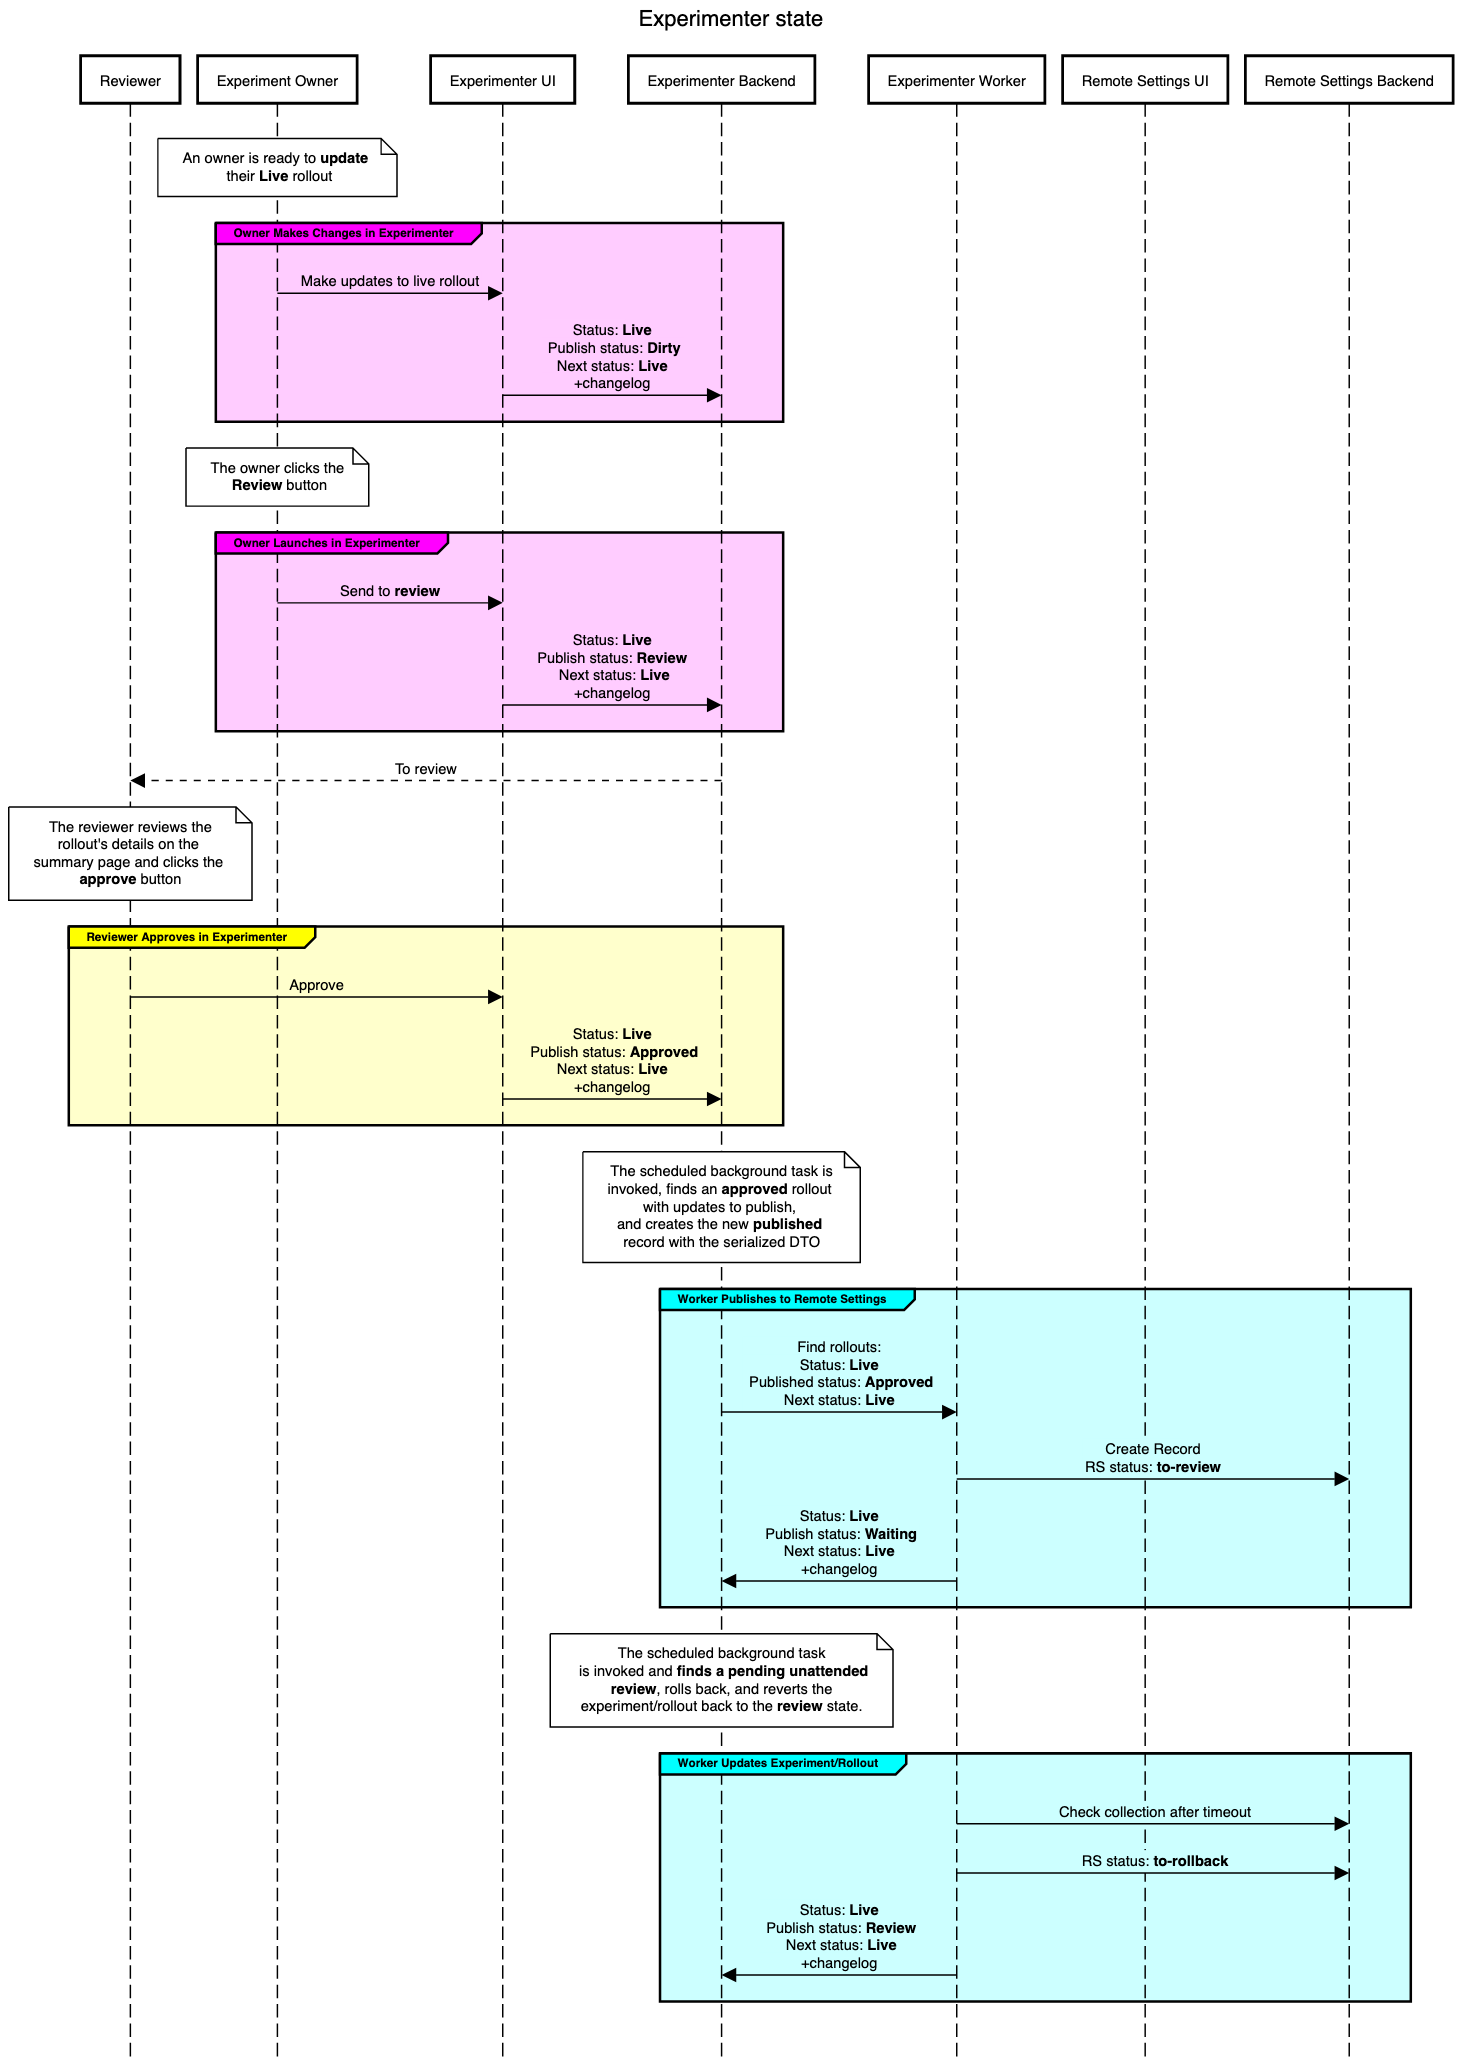 Experimenter state
Reviewer
Experiment Owner
Experimenter UI
Experimenter Backend
Experimenter Worker
Remote Settings UI
Remote Settings Backend
An owner is ready to update
their Live rollout
Owner Makes Changes in Experimenter
Make updates to live rollout
Status: Live
Publish status: Dirty
Next status: Live
+changelog
The owner clicks the
Review button
Owner Launches in Experimenter
Send to review
Status: Live
Publish status: Review
Next status: Live
+changelog
To review
The reviewer reviews the
rollout's details on the
summary page and clicks the
approve button
Reviewer Approves in Experimenter
Approve
Status: Live
Publish status: Approved
Next status: Live
+changelog
The scheduled background task is
invoked, finds an approved rollout
with updates to publish,
and creates the new published
record with the serialized DTO
Worker Publishes to Remote Settings
Find rollouts:
Status: Live
Published status: Approved
Next status: Live
Create Record
RS status: to-review
Status: Live
Publish status: Waiting
Next status: Live
+changelog
The scheduled background task
is invoked and finds a pending unattended
review, rolls back, and reverts the
experiment/rollout back to the review state.
Worker Updates Experiment/Rollout
Check collection after timeout
RS status: to-rollback
Status: Live
Publish status: Review
Next status: Live
+changelog